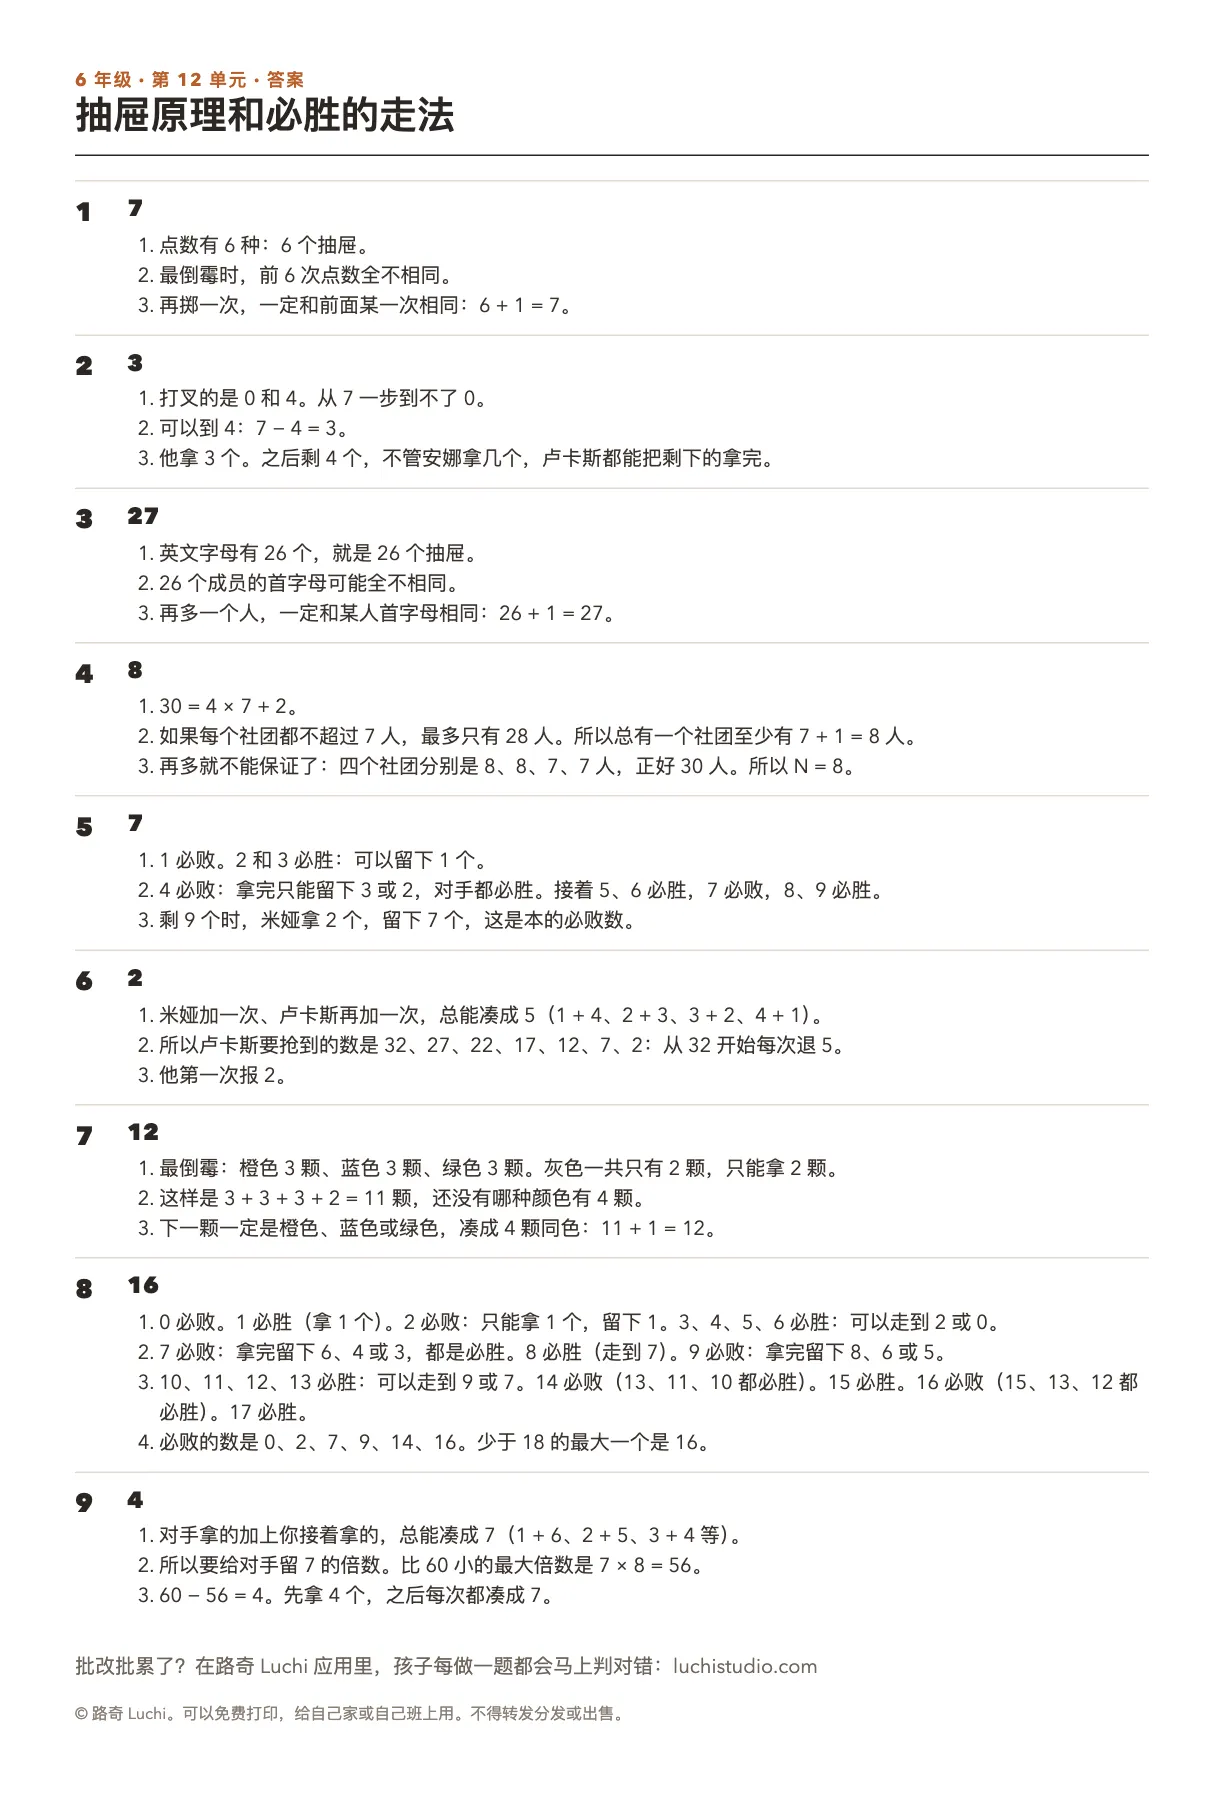 6 年级 · 第 12 单元 · 答案
抽屉原理和必胜的走法
1 7
1. 点数有 6 种：6 个抽屉。
2. 最倒霉时，前 6 次点数全不相同。
3. 再掷一次，一定和前面某一次相同：6 + 1 = 7。
2 3
1. 打叉的是 0 和 4。从 7 一步到不了 0。
2. 可以到 4：7 − 4 = 3。
3. 他拿 3 个。之后剩 4 个，不管安娜拿几个，卢卡斯都能把剩下的拿完。
3 27
1. 英文字母有 26 个，就是 26 个抽屉。
2. 26 个成员的首字母可能全不相同。
3. 再多一个人，一定和某人首字母相同：26 + 1 = 27。
4 8
1. 30 = 4 × 7 + 2。
2. 如果每个社团都不超过 7 人，最多只有 28 人。所以总有一个社团至少有 7 + 1 = 8 人。
3. 再多就不能保证了：四个社团分别是 8、8、7、7 人，正好 30 人。所以 N = 8。
5 7
1. 1 必败。2 和 3 必胜：可以留下 1 个。
2. 4 必败：拿完只能留下 3 或 2，对手都必胜。接着 5、6 必胜，7 必败，8、9 必胜。
3. 剩 9 个时，米娅拿 2 个，留下 7 个，这是本的必败数。
6 2
1. 米娅加一次、卢卡斯再加一次，总能凑成 5（1 + 4、2 + 3、3 + 2、4 + 1）。
2. 所以卢卡斯要抢到的数是 32、27、22、17、12、7、2：从 32 开始每次退 5。
3. 他第一次报 2。
7 12
1. 最倒霉：橙色 3 颗、蓝色 3 颗、绿色 3 颗。灰色一共只有 2 颗，只能拿 2 颗。
2. 这样是 3 + 3 + 3 + 2 = 11 颗，还没有哪种颜色有 4 颗。
3. 下一颗一定是橙色、蓝色或绿色，凑成 4 颗同色：11 + 1 = 12。
8 16
1. 0 必败。1 必胜（拿 1 个）。2 必败：只能拿 1 个，留下 1。3、4、5、6 必胜：可以走到 2 或 0。
2. 7 必败：拿完留下 6、4 或 3，都是必胜。8 必胜（走到 7）。9 必败：拿完留下 8、6 或 5。
3. 10、11、12、13 必胜：可以走到 9 或 7。14 必败（13、11、10 都必胜）。15 必胜。16 必败（15、13、12 都
必胜）。17 必胜。
4. 必败的数是 0、2、7、9、14、16。少于 18 的最大一个是 16。
9 4
1. 对手拿的加上你接着拿的，总能凑成 7（1 + 6、2 + 5、3 + 4 等）。
2. 所以要给对手留 7 的倍数。比 60 小的最大倍数是 7 × 8 = 56。
3. 60 − 56 = 4。先拿 4 个，之后每次都凑成 7。
批改批累了？在路奇 Luchi 应用里，孩子每做一题都会马上判对错：luchistudio.com
© 路奇 Luchi。可以免费打印，给自己家或自己班上用。不得转发分发或出售。